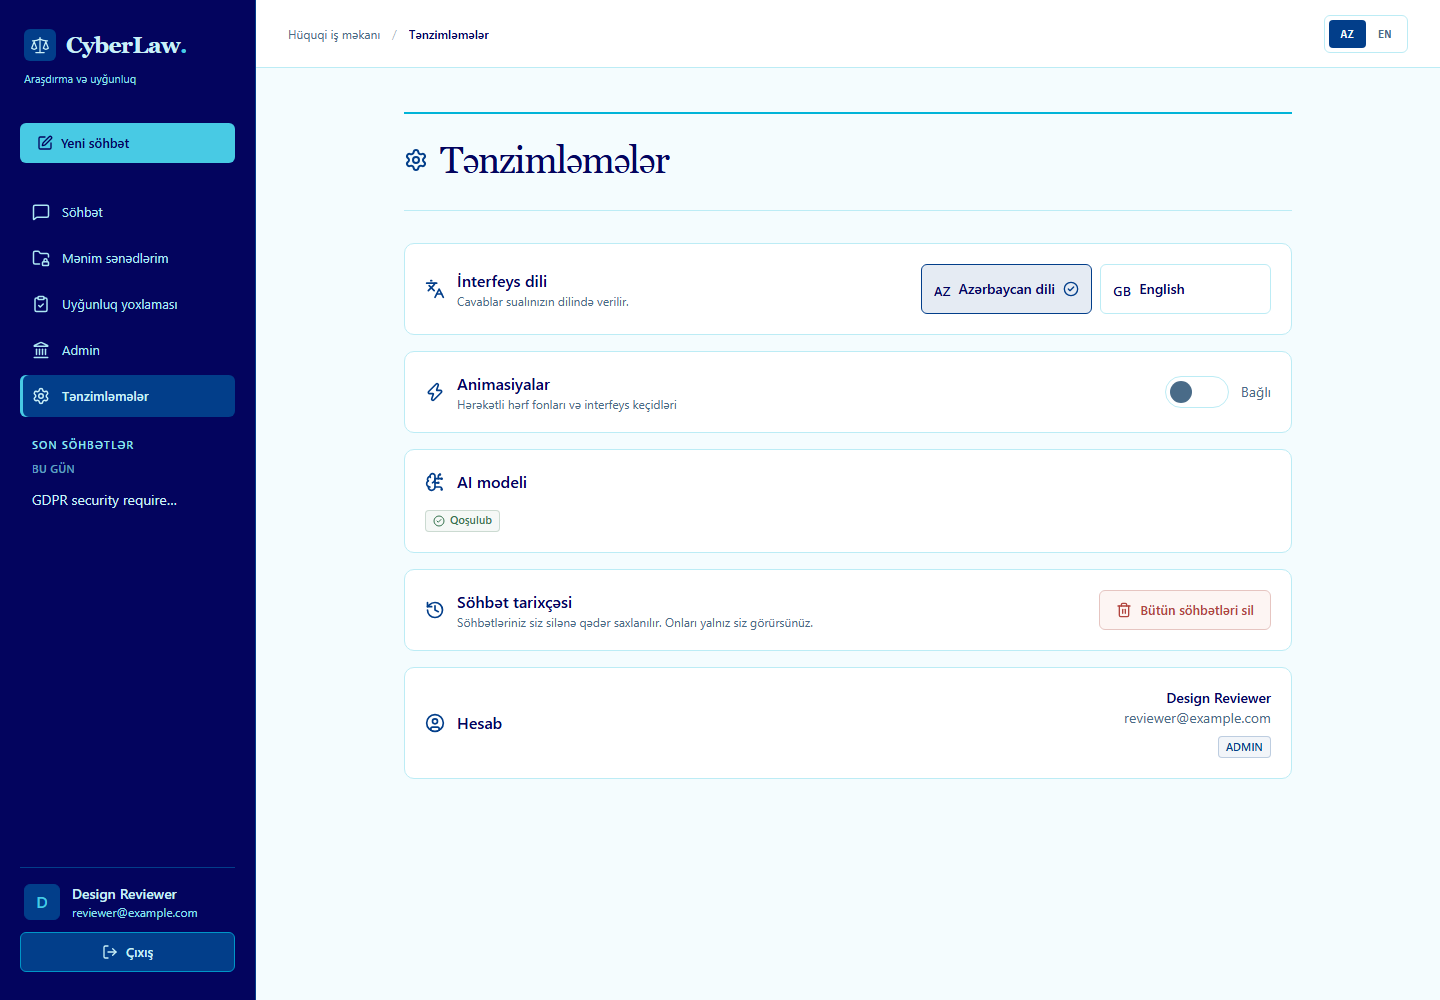 CyberLaw.
Araşdırma və uyğunluq
Yeni söhbət
Söhbət
Mənim sənədlərim
Uyğunluq yoxlaması
Admin
Tənzimləmələr
SON SÖHBƏTLƏR
BU GÜN
GDPR security require...
Design Reviewer
D
reviewer@example.com
Çıxış
Hüquqi iş məkanı / Tənzimləmələr
AZ EN
Tənzimləmələr
İnterfeys dili
Cavablar sualınızın dilində verilir.
AZ Azərbaycan dili
GB English
Animasiyalar
Hərəkətli hərf fonları və interfeys keçidləri
Bağlı
AI modeli
Qoşulub
Söhbət tarixçəsi
Söhbətləriniz siz silənə qədər saxlanılır. Onları yalnız siz görürsünüz.
Bütün söhbətləri sil
Hesab
Design Reviewer
reviewer@example.com
ADMIN